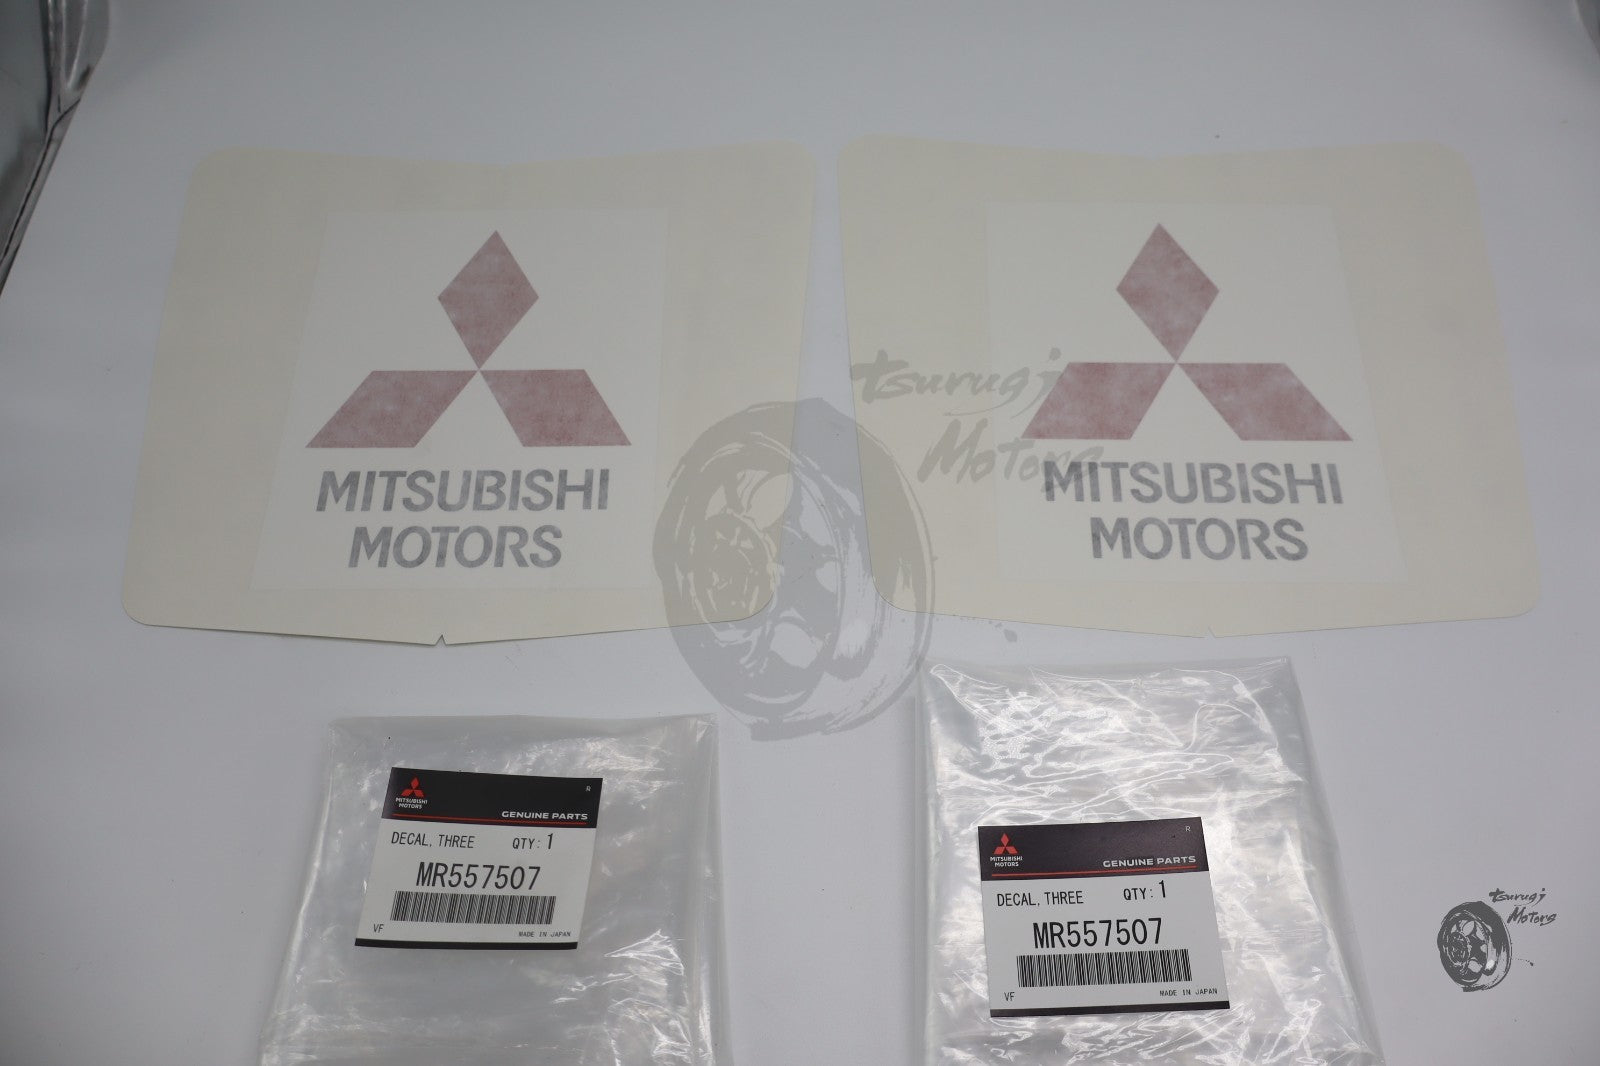 MITSUBISHI
MOTORS
MITSUBISHI
MOTORS
tsurugi
Motors
MITSUBISHI
MOTORS
R
GENUINE PARTS
DECAL, THREE QTY: 1
MR557507
VF MADE IN JAPAN
MITSUBISHI
MOTORS
R
GENUINE PARTS
DECAL, THREE QTY: 1
MR557507
VF MADE IN JAPAN
tsurugi
Motors